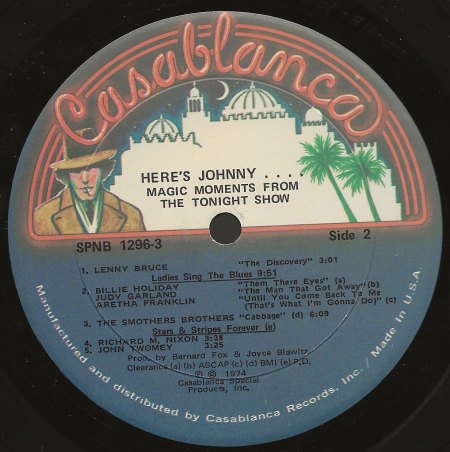 Casablanca
HERE'S JOHNNY . . . .
MAGIC MOMENTS FROM
THE TONIGHT SHOW
SPNB 1296-3 Side 2
1. LENNY BRUCE "The Discovery" 3:01
Ladies Sing The Blues 9:51
2. BILLIE HOLIDAY "Them There Eyes" (a)
JUDY GARLAND "The Man That Got Away" (b)
ARETHA FRANKLIN "Until You Come Back To Me
(That's What I'm Gonna Do)" (c)
3. THE SMOTHERS BROTHERS "Cabbage" (d) 6:09
Stars & Stripes Forever (e)
4. RICHARD M. NIXON 3:38
5. JOHN TWOMEY 3:25
Prod. by Bernard Fox & Joyce Blawitz
Clearance (a) (b) ASCAP (c) (d) BMI (e) P.D.
℗ © 1974
Casablanca Special
Products, Inc.
Manufactured and distributed by Casablanca Records, Inc. / Made in U.S.A.